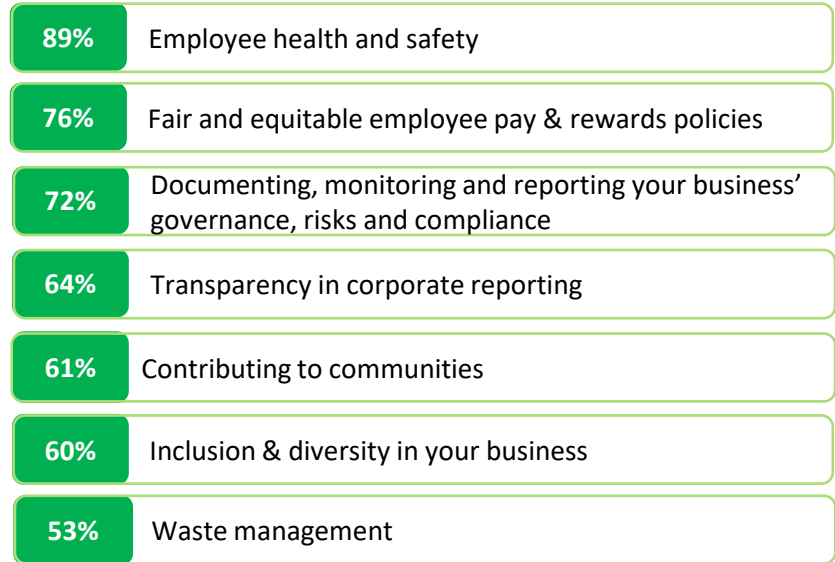 89% Employee health and safety
76% Fair and equitable employee pay & rewards policies
72% Documenting, monitoring and reporting your business’
governance, risks and compliance
64% Transparency in corporate reporting
61% Contributing to communities
60% Inclusion & diversity in your business
53% Waste management